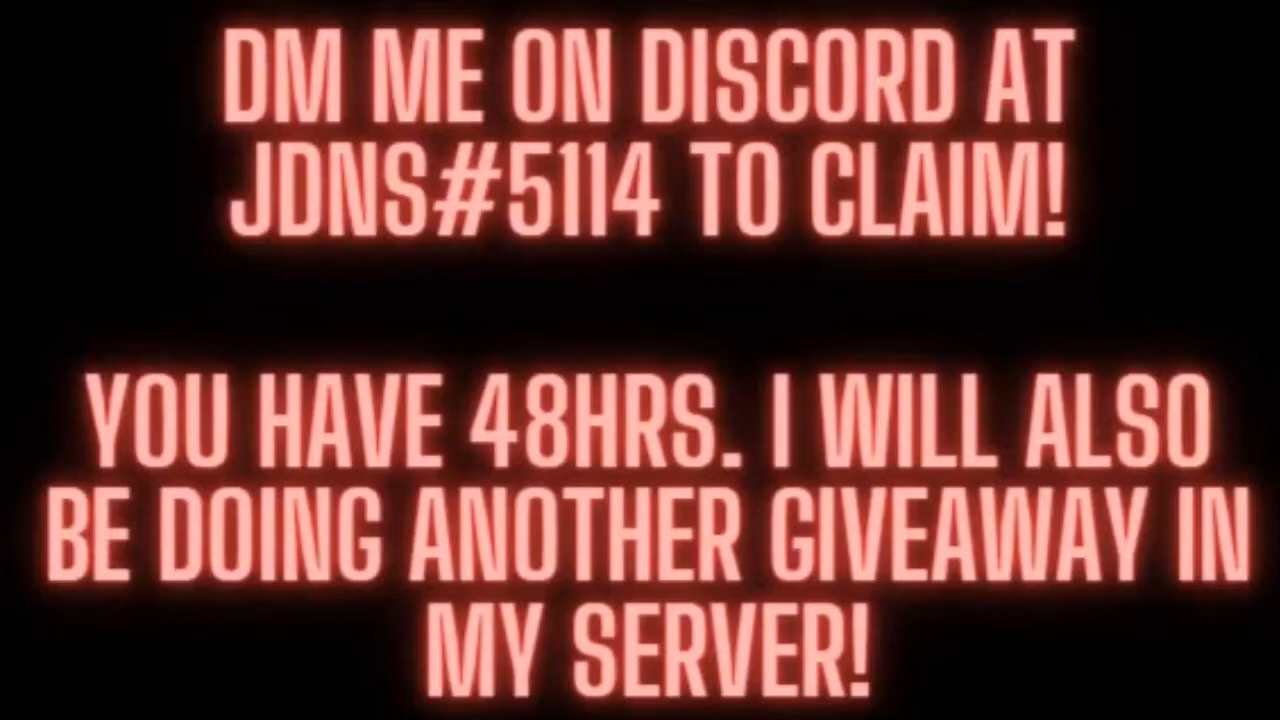 DM ME ON DISCORD AT
JDNS#5114 TO CLAIM!
YOU HAVE 48HRS. I WILL ALSO
BE DOING ANOTHER GIVEAWAY IN
MY SERVER!